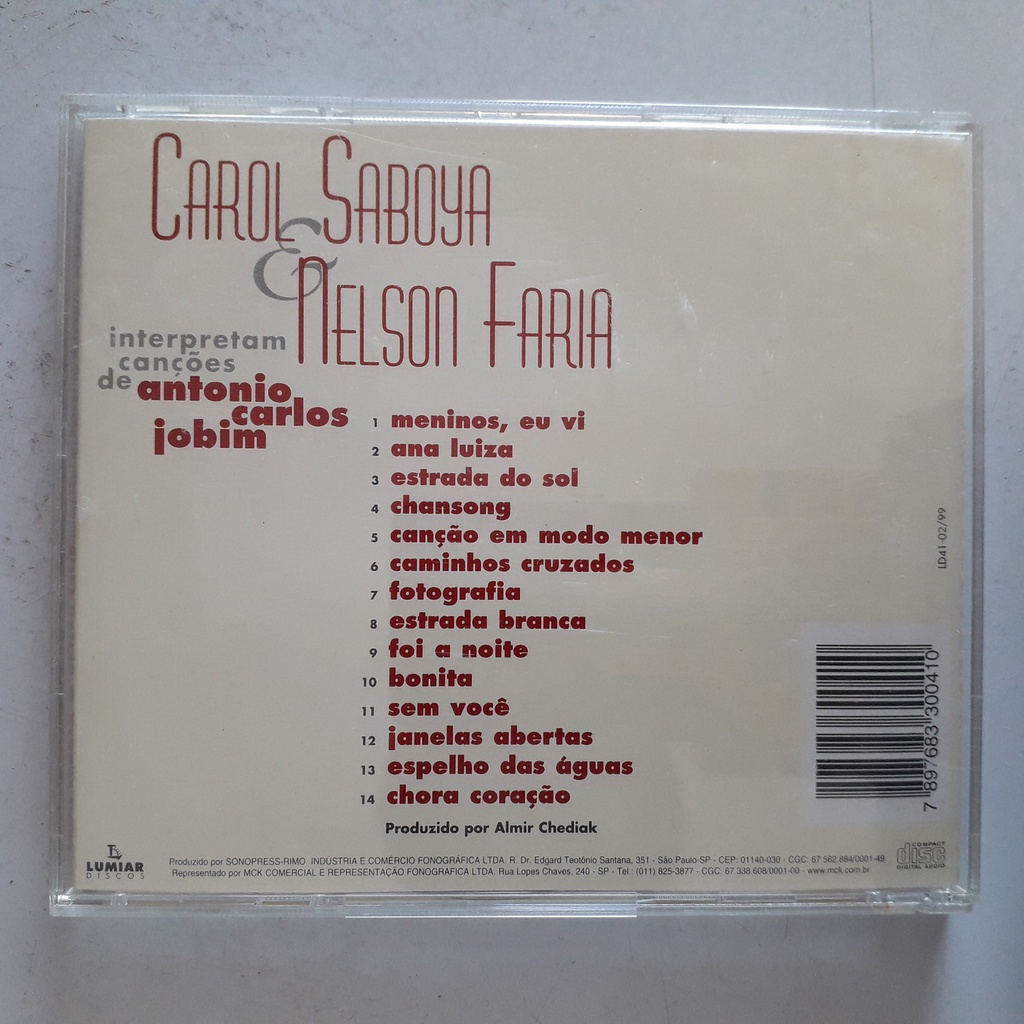 CAROL SABOYA
&
NELSON FARIA
interpretam
canções
de antonio
carlos
jobim
1 meninos, eu vi
2 ana luiza
3 estrada do sol
4 chansong
5 canção em modo menor
6 caminhos cruzados
7 fotografia
8 estrada branca
9 foi a noite
10 bonita
11 sem você
12 janelas abertas
13 espelho das águas
14 chora coração
Produzido por Almir Chediak
LD41-02/99
7 897683 300410
LUMIAR
DISCOS
Produzido por SONOPRESS-RIMO INDUSTRIA E COMÉRCIO FONOGRÁFICA LTDA. R. Dr. Edgard Teotônio Santana, 351 - São Paulo-SP - CEP: 01140-030 - CGC: 67.562.884/0001-49
Representado por MCK COMERCIAL E REPRESENTAÇÃO FONOGRAFICA LTDA. Rua Lopes Chaves, 240 - SP - Tel.: (011) 825-3877 - CGC: 67.338.608/0001-00 - www.mck.com.br
COMPACT
disc
DIGITAL AUDIO